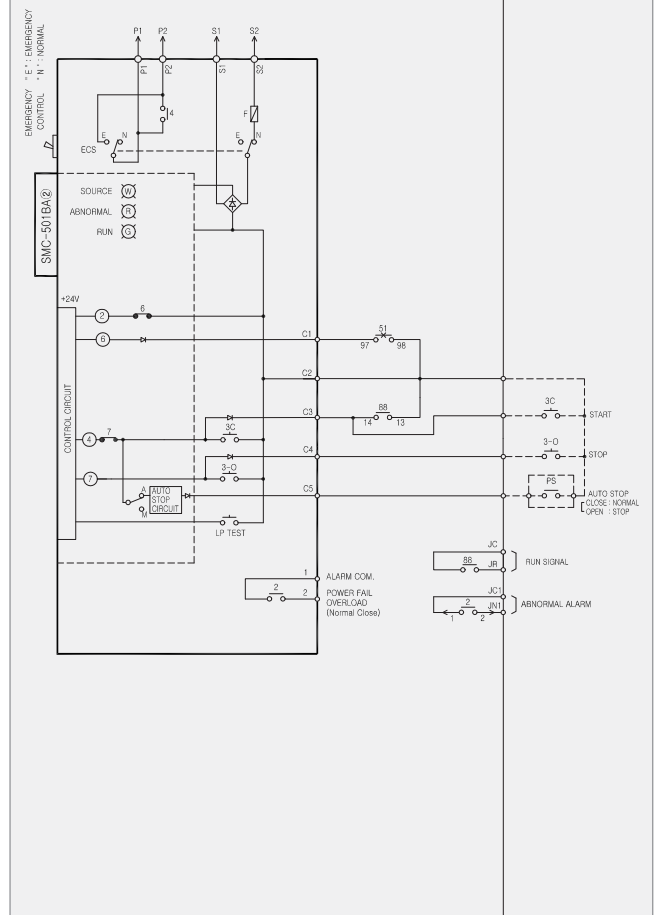 EMERGENCY " E " : EMERGENCY
CONTROL " N " : NORMAL
P1 P2 S1 S2
P1 P2 S1 S2
4
F
E N
E N
ECS
SMC-501BA②
SOURCE W
ABNORMAL R
RUN G
+24V
CONTROL CIRCUIT
2 6
6
C1
51
97 98
C2
C3
88
14 13
3C
START
4 7
3C
C4
3-O
STOP
7
3-O
C5
PS
A
M
AUTO
STOP
CIRCUIT
AUTO STOP
CLOSE : NORMAL
OPEN : STOP
LP TEST
1 ALARM COM.
2
2 POWER FAIL
OVERLOAD
(Normal Close)
JC
88 JR
RUN SIGNAL
JC1
2 JN1
1 2
ABNORMAL ALARM